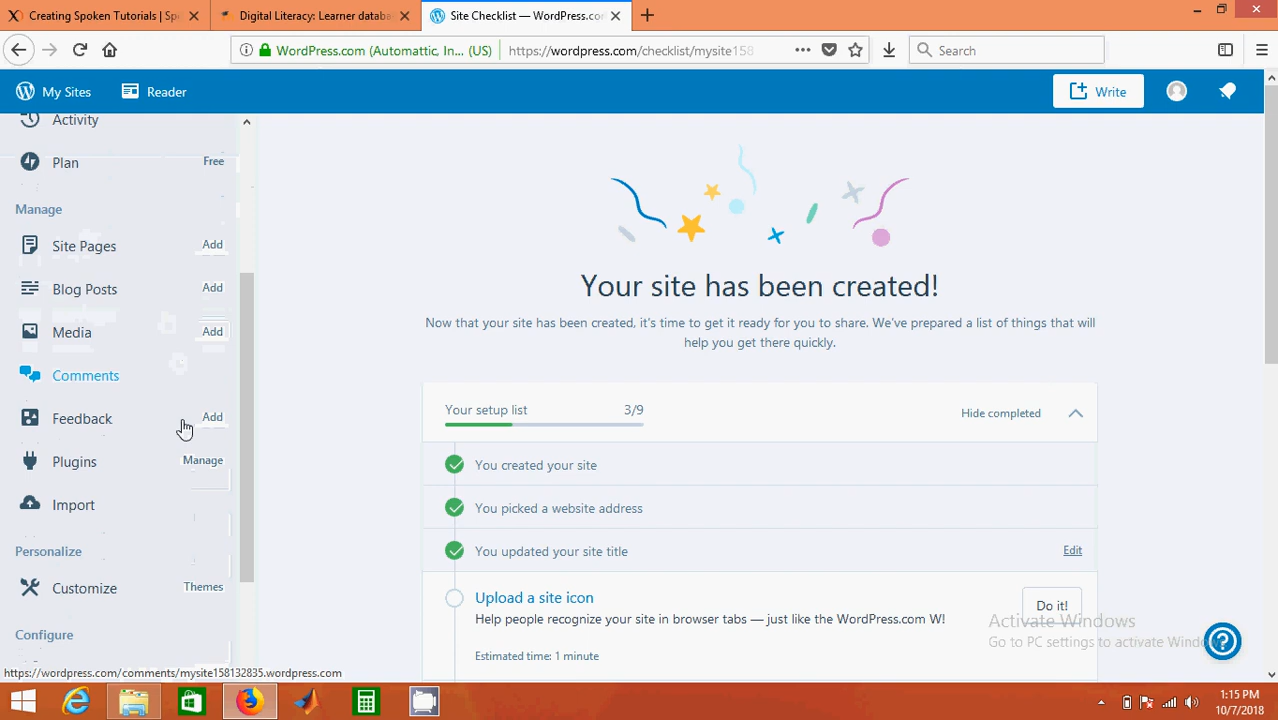 Creating Spoken Tutorials | Spo
Digital Literacy: Learner databa
Site Checklist — WordPress.co
WordPress.com (Automattic, In... (US)
https://wordpress.com/checklist/mysite158
Search
My Sites
Reader
Write
Activity
Plan
Free
Manage
Site Pages
Add
Blog Posts
Add
Media
Add
Comments
Feedback
Add
Plugins
Manage
Import
Personalize
Customize
Themes
Configure
Your site has been created!
Now that your site has been created, it's time to get it ready for you to share. We've prepared a list of things that will
help you get there quickly.
Your setup list
3/9
Hide completed
You created your site
You picked a website address
You updated your site title
Edit
Upload a site icon
Do it!
Help people recognize your site in browser tabs — just like the WordPress.com W!
Estimated time: 1 minute
Activate Windows
Go to PC settings to activate Windo
https://wordpress.com/comments/mysite158132835.wordpress.com
1:15 PM
10/7/2018